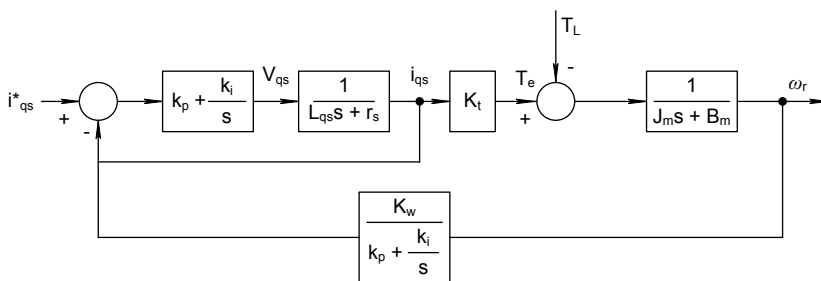 T_L
i*_qs
+
-
k_p + k_i/s
V_qs
1/(L_qs s + r_s)
i_qs
K_t
T_e
+
-
1/(J_m s + B_m)
ω_r
K_w/(k_p + k_i/s)